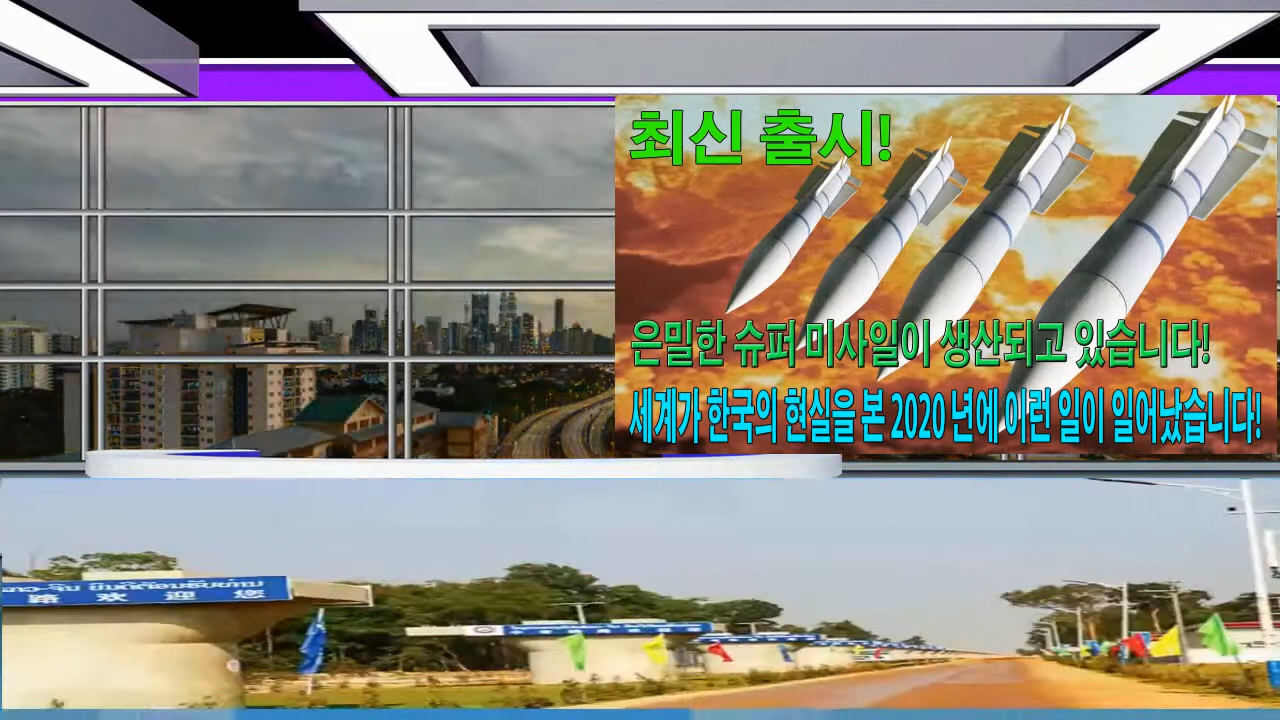 최신 출시!
은밀한 슈퍼 미사일이 생산되고 있습니다!
세계가 한국의 현실을 본 2020 년에 이런 일이 일어났습니다!
路 欢 迎 您